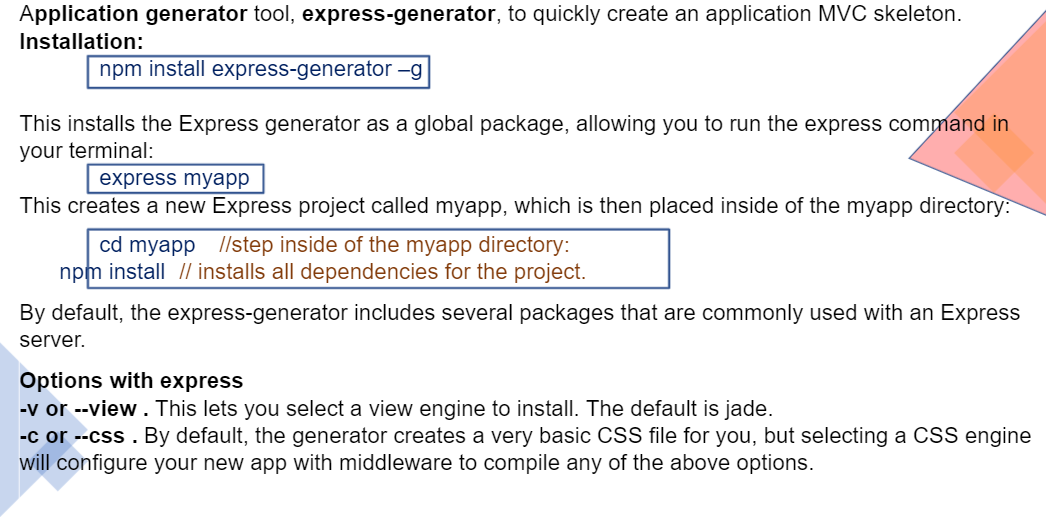 Application generator tool, express-generator, to quickly create an application MVC skeleton.
Installation:
npm install express-generator –g
This installs the Express generator as a global package, allowing you to run the express command in
your terminal:
express myapp
This creates a new Express project called myapp, which is then placed inside of the myapp directory:
cd myapp //step inside of the myapp directory:
npm install // installs all dependencies for the project.
By default, the express-generator includes several packages that are commonly used with an Express
server.
Options with express
-v or --view . This lets you select a view engine to install. The default is jade.
-c or --css . By default, the generator creates a very basic CSS file for you, but selecting a CSS engine
will configure your new app with middleware to compile any of the above options.